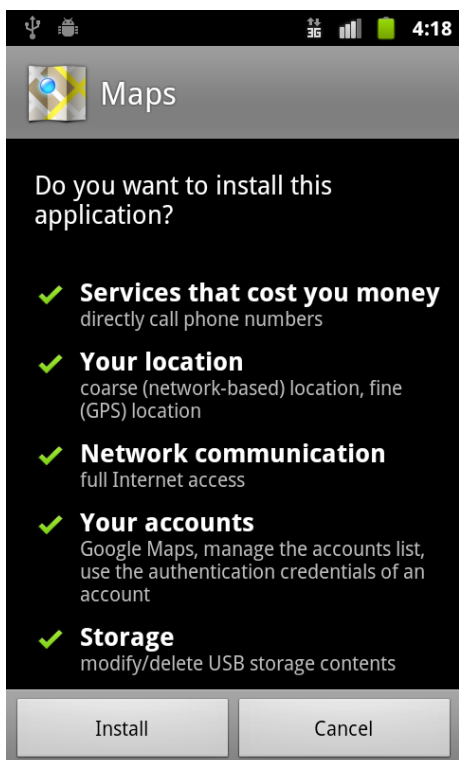 3G
4:18
Maps
Do you want to install this
application?
Services that cost you money
directly call phone numbers
Your location
coarse (network-based) location, fine
(GPS) location
Network communication
full Internet access
Your accounts
Google Maps, manage the accounts list,
use the authentication credentials of an
account
Storage
modify/delete USB storage contents
Install
Cancel